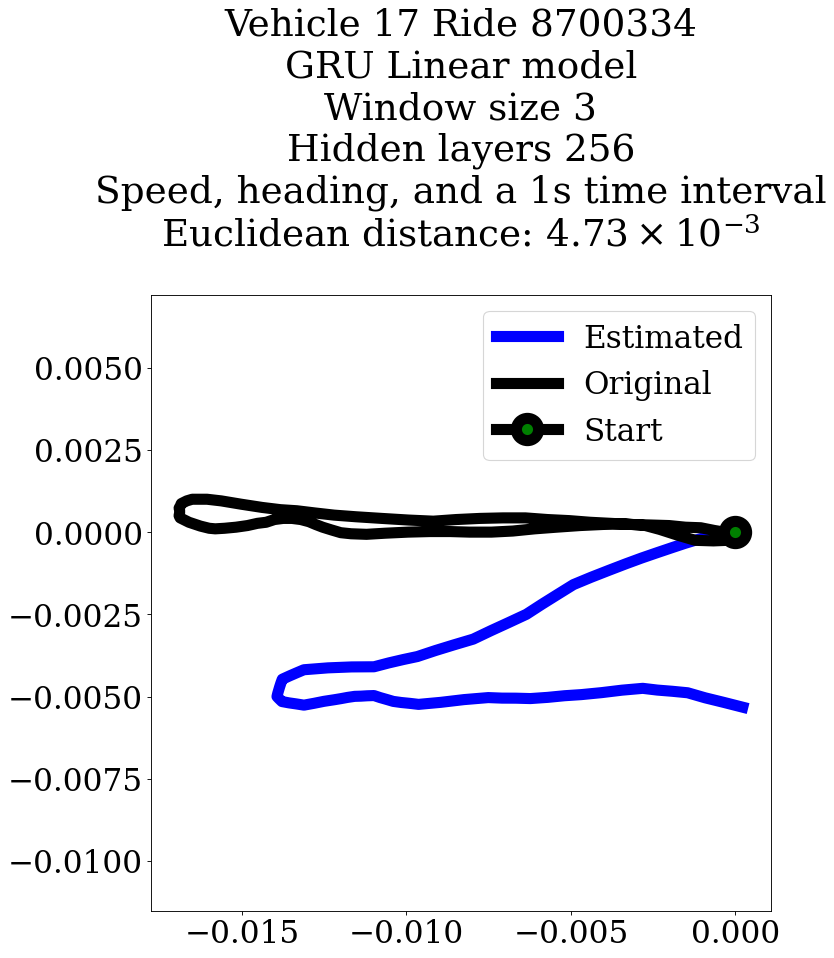 Vehicle 17 Ride 8700334
GRU Linear model
Window size 3
Hidden layers 256
Speed, heading, and a 1s time interval
Euclidean distance: 4.73 × 10⁻³
Estimated
Original
Start
0.0050
0.0025
0.0000
−0.0025
−0.0050
−0.0075
−0.0100
−0.015 −0.010 −0.005 0.000